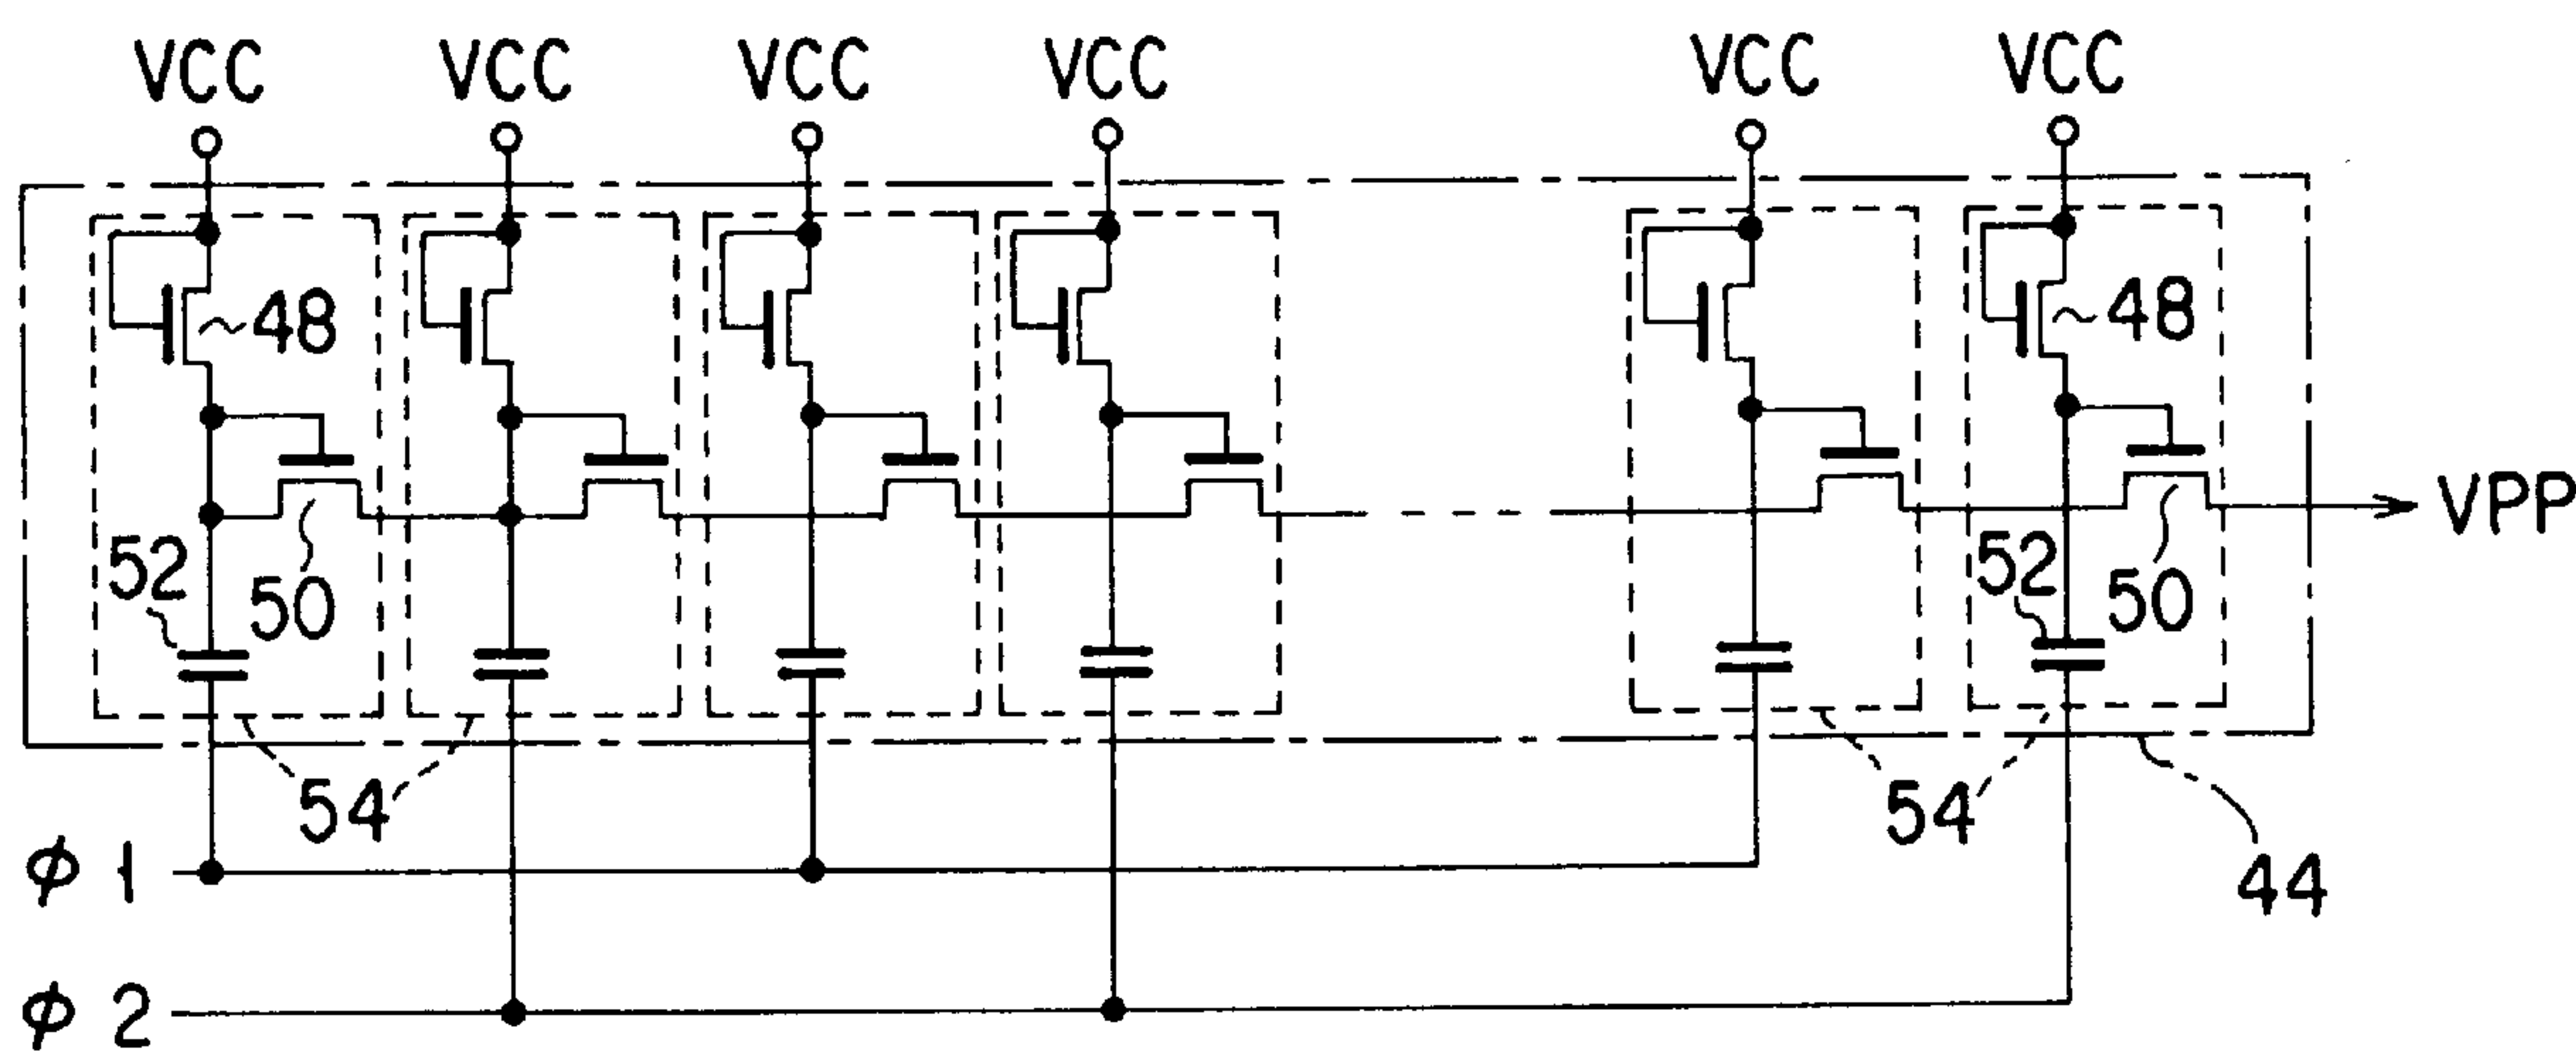 VCC VCC VCC VCC VCC VCC
48 48
VPP
52 50 52 50
54 54
φ 1
44
φ 2